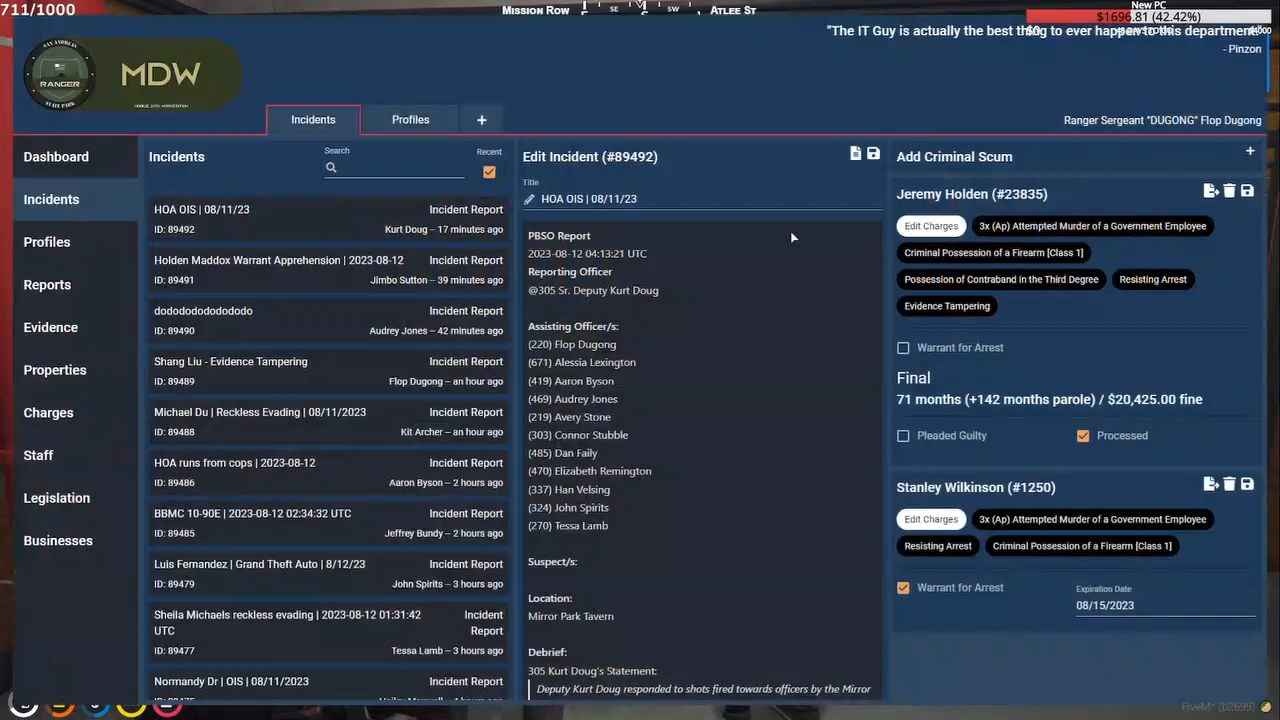 711/1000
MISSION ROW
SE
SW
ATLEE ST
New PC
$1696.81 (42.42%)
"The IT Guy is actually the best thing to ever happen to this department."
- Pinzon
SAN ANDREAS
RANGER
STATE PARK
MDW
MOBILE DATA WORKSTATION
Incidents
Profiles
+
Ranger Sergeant "DUGONG" Flop Dugong
Dashboard
Incidents
Profiles
Reports
Evidence
Properties
Charges
Staff
Legislation
Businesses
Incidents
Search
Recent
HOA OIS | 08/11/23 Incident Report
ID: 89492 Kurt Doug – 17 minutes ago
Holden Maddox Warrant Apprehension | 2023-08-12 Incident Report
ID: 89491 Jimbo Sutton – 39 minutes ago
dodododododododo Incident Report
ID: 89490 Audrey Jones – 42 minutes ago
Shang Liu - Evidence Tampering Incident Report
ID: 89489 Flop Dugong – an hour ago
Michael Du | Reckless Evading | 08/11/2023 Incident Report
ID: 89488 Kit Archer – an hour ago
HOA runs from cops | 2023-08-12 Incident Report
ID: 89486 Aaron Byson – 2 hours ago
BBMC 10-90E | 2023-08-12 02:34:32 UTC Incident Report
ID: 89485 Jeffrey Bundy – 2 hours ago
Luis Fernandez | Grand Theft Auto | 8/12/23 Incident Report
ID: 89479 John Spirits – 3 hours ago
Sheila Michaels reckless evading | 2023-08-12 01:31:42 Incident
UTC Report
ID: 89477 Tessa Lamb – 3 hours ago
Normandy Dr | OIS | 08/11/2023 Incident Report
Edit Incident (#89492)
Title
HOA OIS | 08/11/23
PBSO Report
2023-08-12 04:13:21 UTC
Reporting Officer
@305 Sr. Deputy Kurt Doug
Assisting Officer/s:
(220) Flop Dugong
(671) Alessia Lexington
(419) Aaron Byson
(469) Audrey Jones
(219) Avery Stone
(303) Connor Stubble
(485) Dan Faily
(470) Elizabeth Remington
(337) Han Velsing
(324) John Spirits
(270) Tessa Lamb
Suspect/s:
Location:
Mirror Park Tavern
Debrief:
305 Kurt Doug's Statement:
Deputy Kurt Doug responded to shots fired towards officers by the Mirror
Add Criminal Scum
+
Jeremy Holden (#23835)
Edit Charges 3x (Ap) Attempted Murder of a Government Employee
Criminal Possession of a Firearm [Class 1]
Possession of Contraband in the Third Degree Resisting Arrest
Evidence Tampering
Warrant for Arrest
Final
71 months (+142 months parole) / $20,425.00 fine
Pleaded Guilty Processed
Stanley Wilkinson (#1250)
Edit Charges 3x (Ap) Attempted Murder of a Government Employee
Resisting Arrest Criminal Possession of a Firearm [Class 1]
Warrant for Arrest
Expiration Date
08/15/2023
FiveM* (b2699)